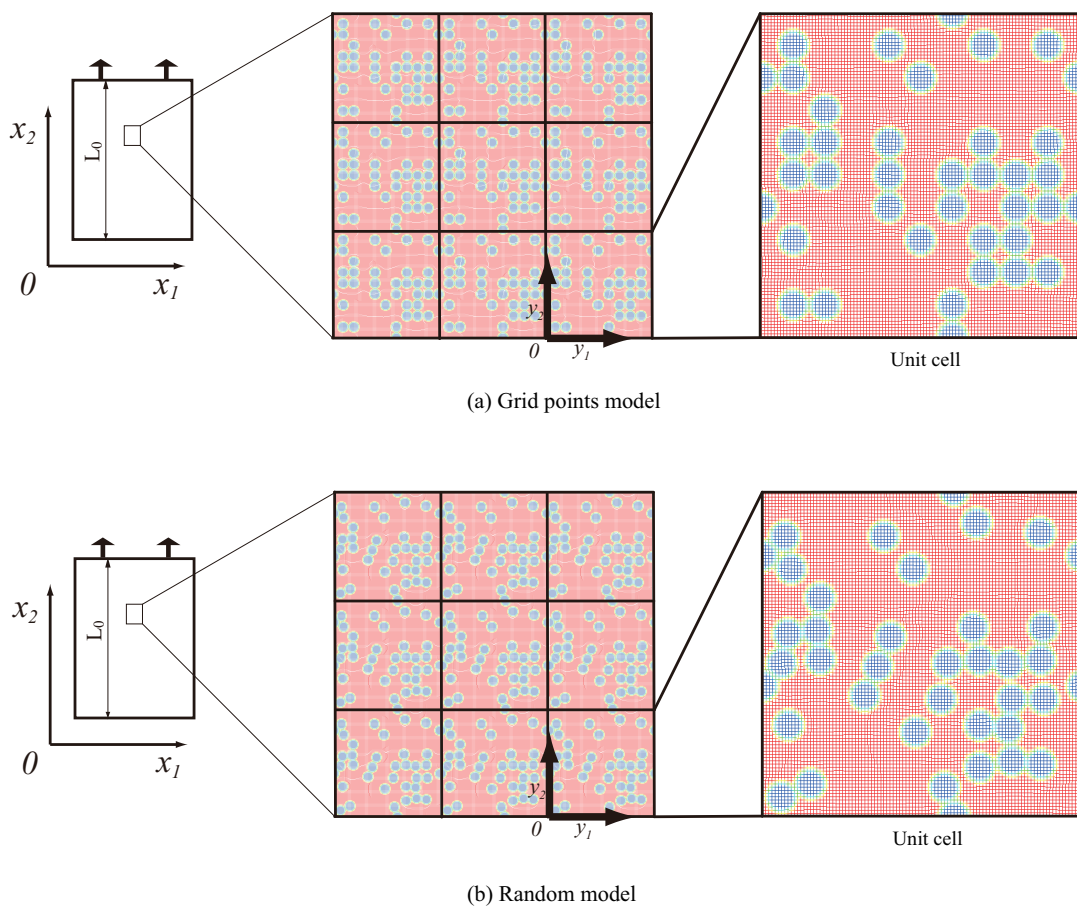 x2
L0
0
x1
y2
0
y1
Unit cell
(a) Grid points model
x2
L0
0
x1
y2
0
y1
Unit cell
(b) Random model